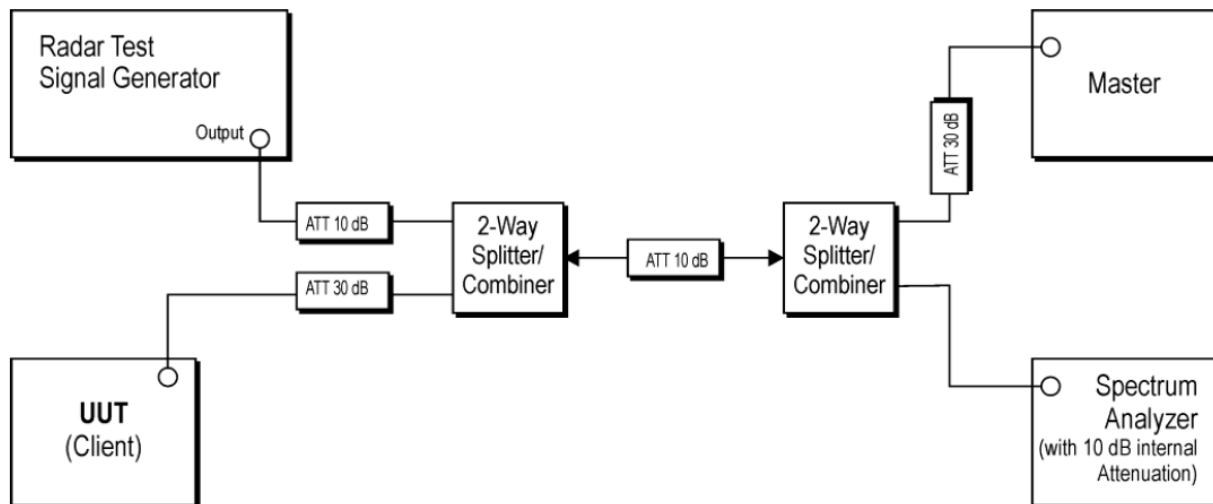 Radar Test
Signal Generator
Output
ATT 10 dB
ATT 30 dB
UUT
(Client)
2-Way
Splitter/
Combiner
ATT 10 dB
2-Way
Splitter/
Combiner
ATT 30 dB
Master
Spectrum
Analyzer
(with 10 dB internal
Attenuation)